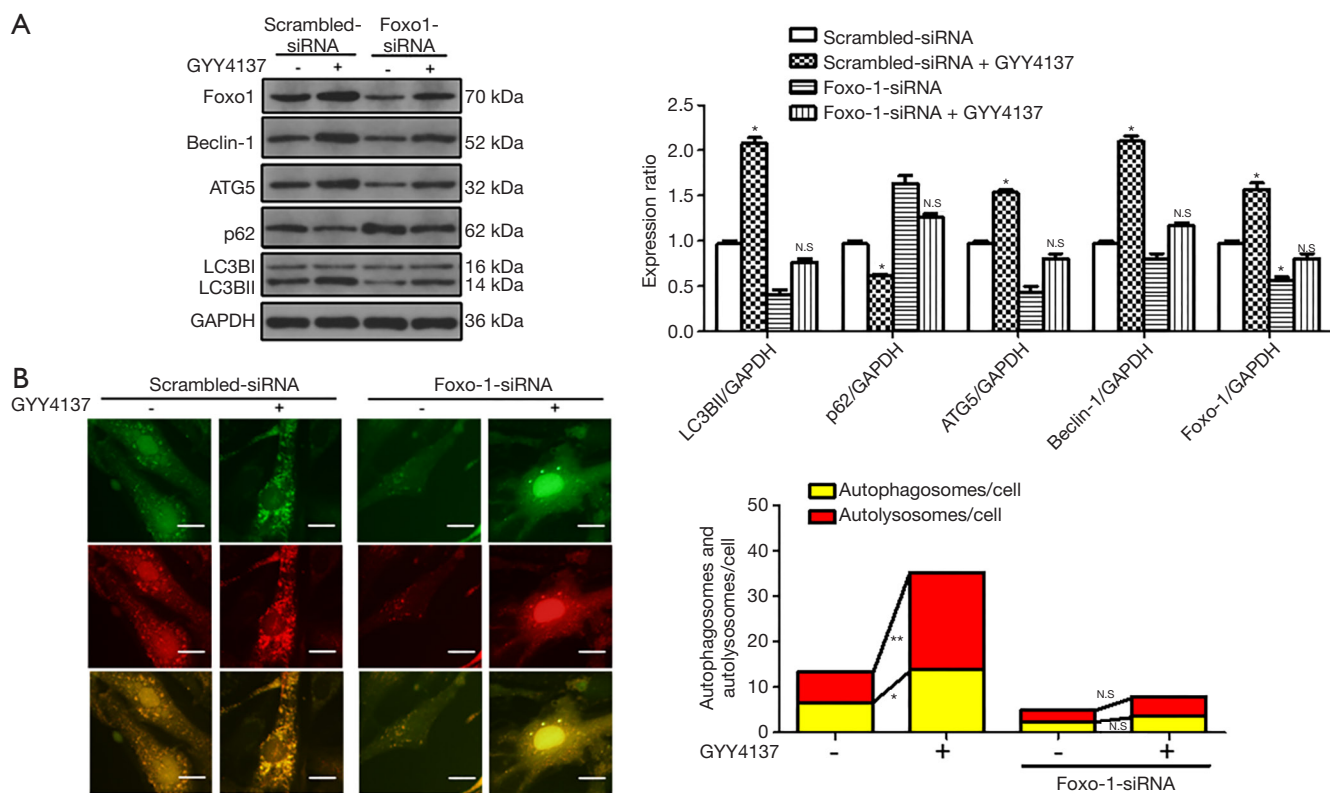 A
Scrambled-
siRNA
Foxo1-
siRNA
GYY4137
- + - +
Foxo1 70 kDa
Beclin-1 52 kDa
ATG5 32 kDa
p62 62 kDa
LC3BI 16 kDa
LC3BII 14 kDa
GAPDH 36 kDa
Scrambled-siRNA
Scrambled-siRNA + GYY4137
Foxo-1-siRNA
Foxo-1-siRNA + GYY4137
Expression ratio
2.5
2.0
1.5
1.0
0.5
0.0
* * N.S * N.S * N.S * * N.S
N.S
LC3BII/GAPDH
p62/GAPDH
ATG5/GAPDH
Beclin-1/GAPDH
Foxo-1/GAPDH
B
Scrambled-siRNA Foxo-1-siRNA
GYY4137 - + - +
Autophagosomes/cell
Autolysosomes/cell
Autophagosomes and
autolysosomes/cell
50
40
30
20
10
0
**
*
N.S
N.S
GYY4137 - + - +
Foxo-1-siRNA